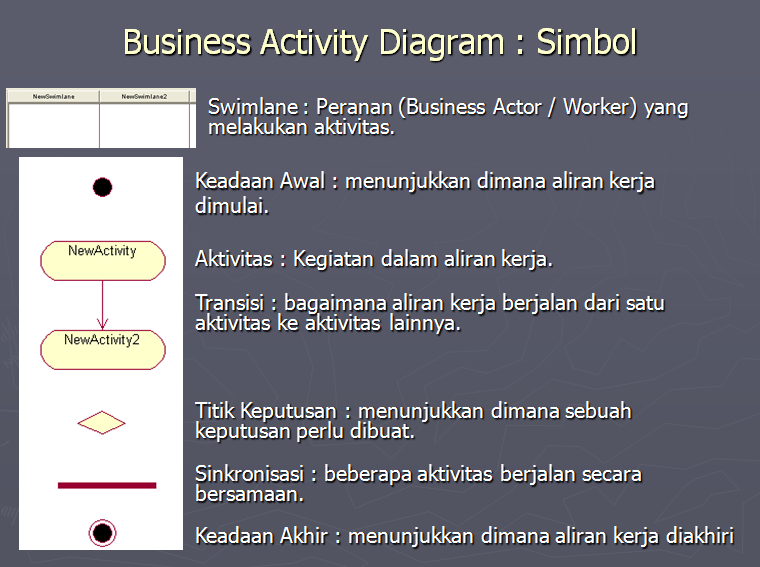 Business Activity Diagram : Simbol
NewSwimlane
NewSwimlane2
Swimlane : Peranan (Business Actor / Worker) yang
melakukan aktivitas.
Keadaan Awal : menunjukkan dimana aliran kerja
dimulai.
NewActivity
Aktivitas : Kegiatan dalam aliran kerja.
Transisi : bagaimana aliran kerja berjalan dari satu
aktivitas ke aktivitas lainnya.
NewActivity2
Titik Keputusan : menunjukkan dimana sebuah
keputusan perlu dibuat.
Sinkronisasi : beberapa aktivitas berjalan secara
bersamaan.
Keadaan Akhir : menunjukkan dimana aliran kerja diakhiri